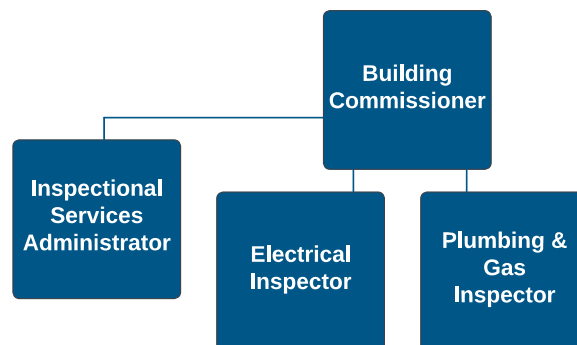 Building
Commissioner
Inspectional
Services
Administrator
Electrical
Inspector
Plumbing &
Gas
Inspector